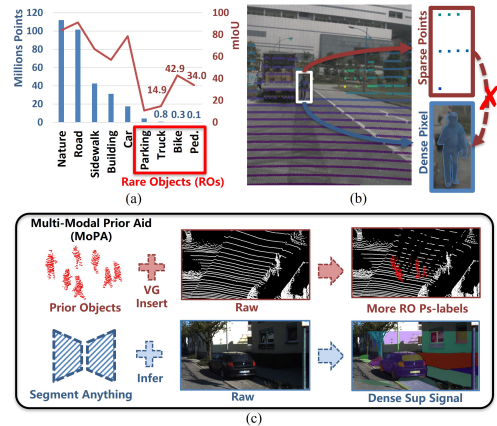 120
100
80
60
40
20
0
Millions Points
100
80
60
40
20
0
mIoU
14.9
42.9
34.0
0.8 0.3 0.1
Nature
Road
Sidewalk
Building
Car
Parking
Truck
Bike
Ped.
Rare Objects (ROs)
(a)
Sparse Points
Dense Pixel
(b)
Multi-Modal Prior Aid
(MoPA)
Prior Objects
VG
Insert
Raw
More RO Ps-labels
Segment Anything
Infer
Raw
Dense Sup Signal
(c)